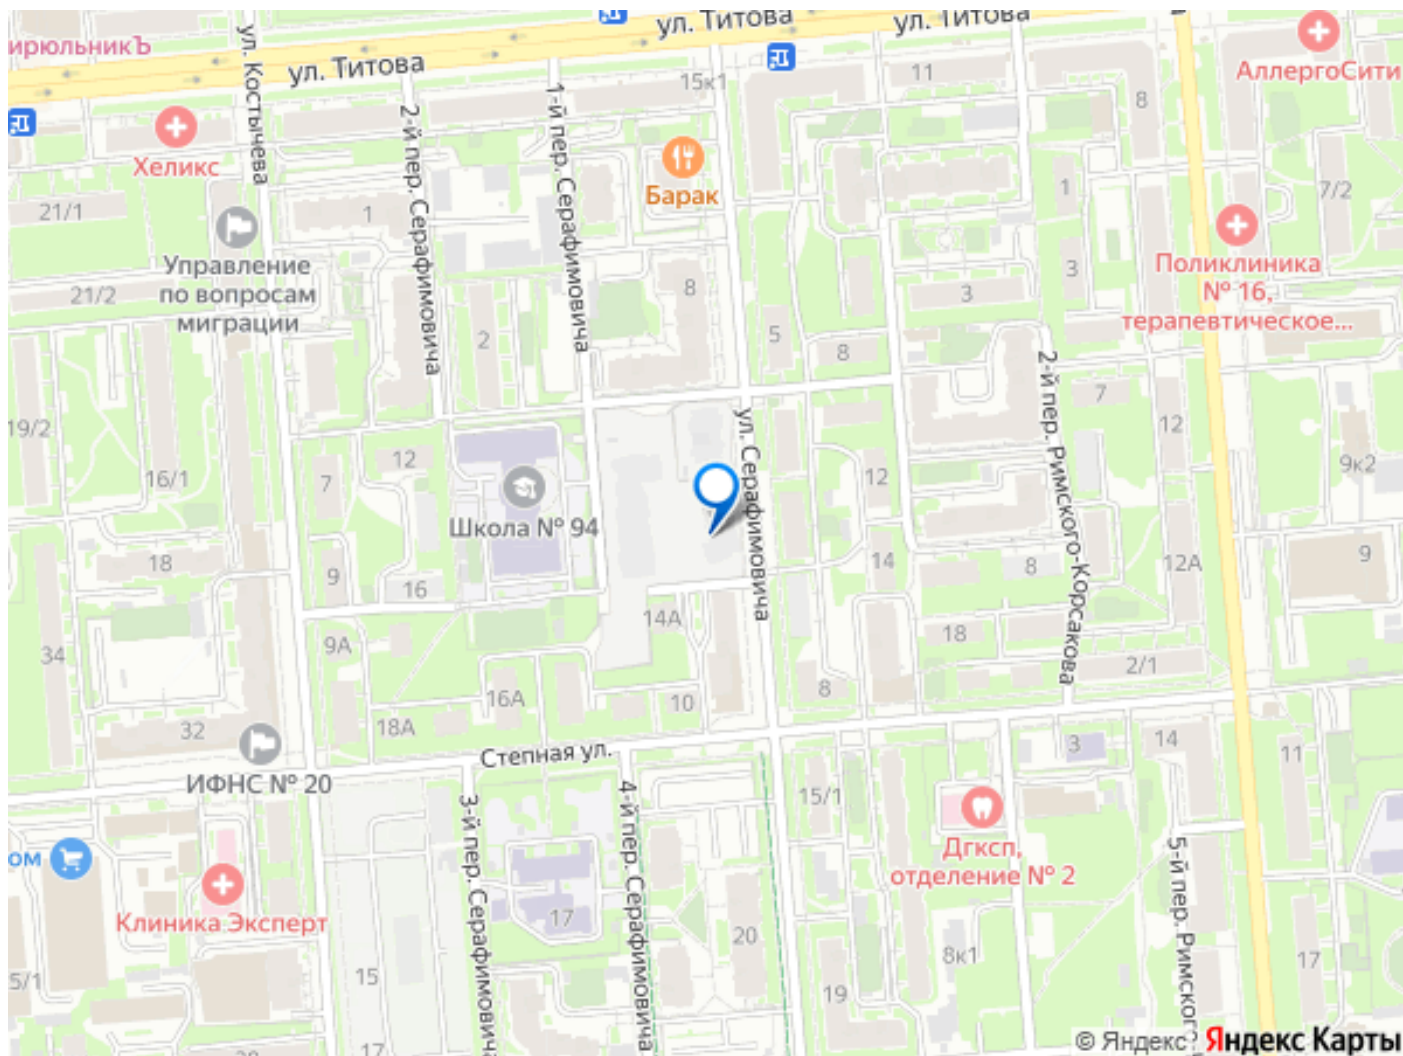 ул. Титова
ул. Титова
ул. Титова
ирюльникЪ
ул. Костычева
АллергоСити
15к1
11
8
Хеликс
2-й пер. Серафимовича
1-й пер. Серафимовича
Барак
21/1
1
1
7/2
Управление
по вопросам
миграции
Поликлиника
№ 16,
терапевтическое...
21/2
8
3
3
2
5
8
2-й пер. Римского-Корсакова
7
19/2
12
ул. Серафимовича
12
9к2
16/1
7
12
Школа № 94
18
9
16
14
8
12А
9
14А
18
9А
34
2/1
16А
10
8
18А
32
Степная ул.
3
14
11
ИФНС № 20
3-й пер. Серафимовича
4-й пер. Серафимовича
15/1
Дгксп,
отделение № 2
5-й пер. Римского
ом
Клиника Эксперт
17
20
8к1
5/1
15
19
17
17
© Яндекс Яндекс Карты